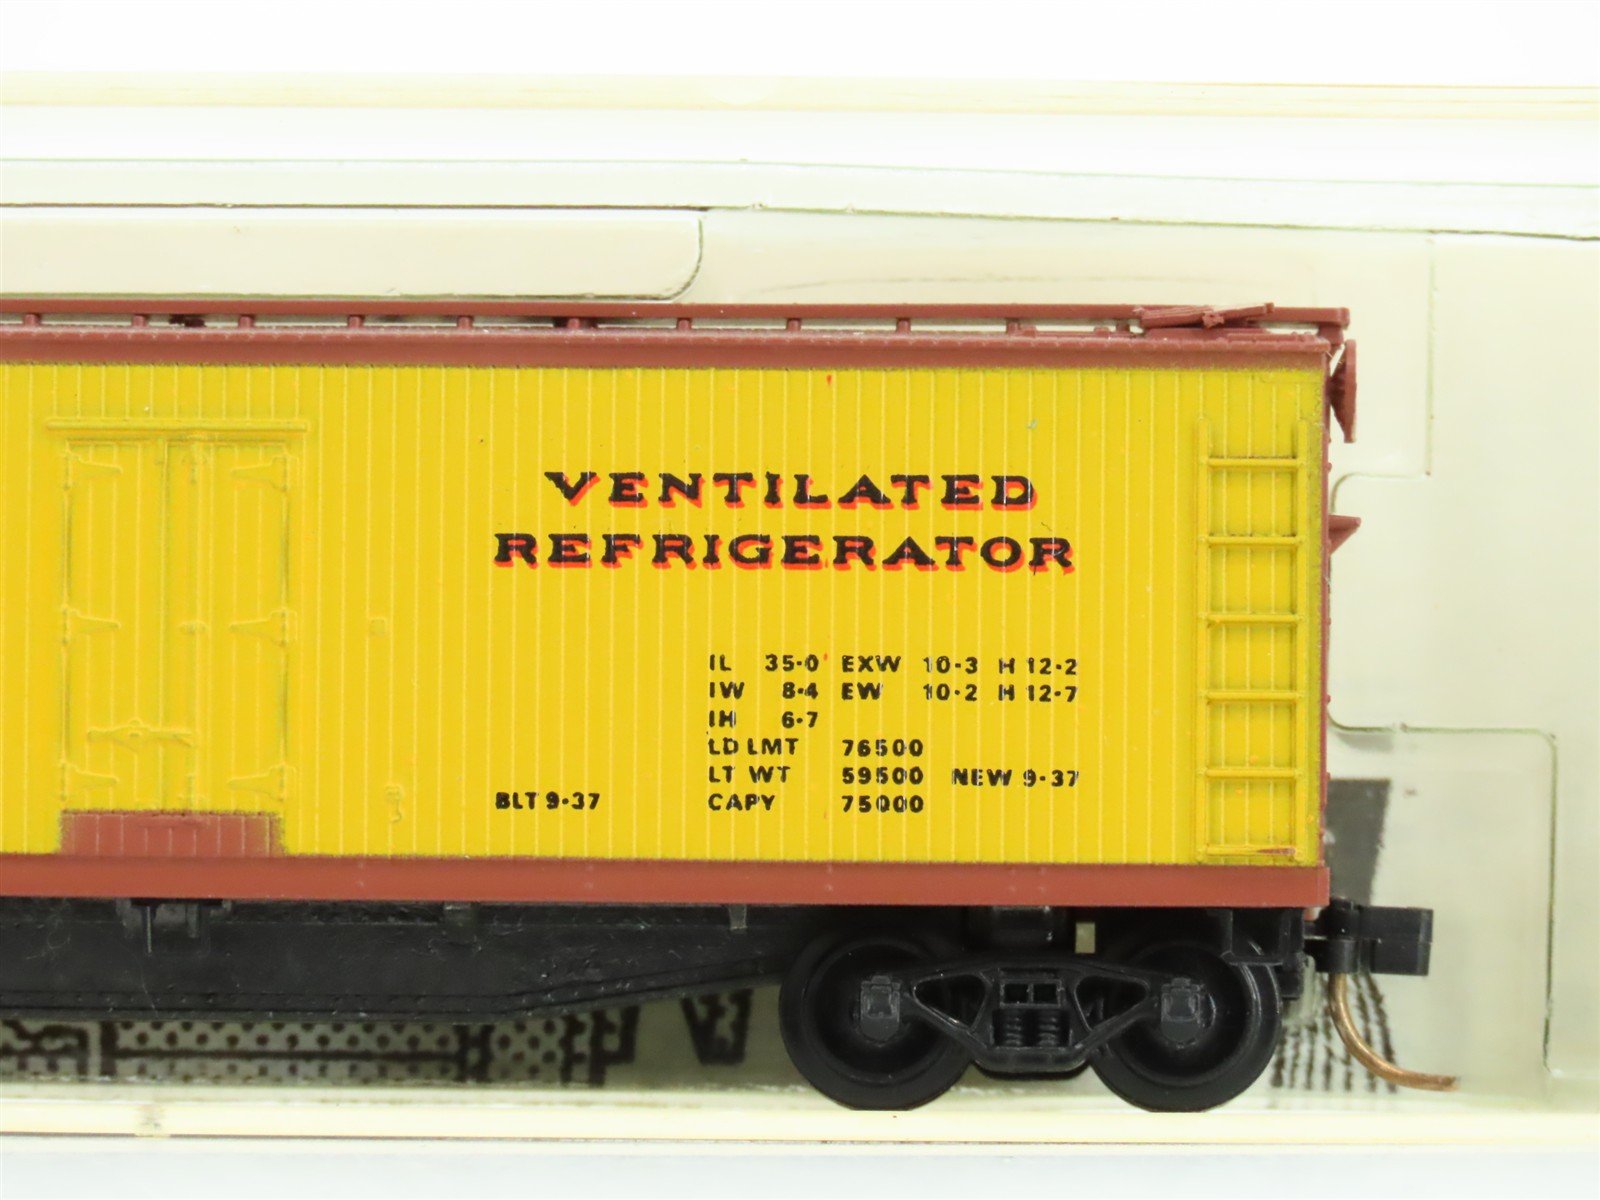 VENTILATED
REFRIGERATOR
IL 35-0 EXW 10-3 H 12-2
IW 8-4 EW 10-2 H 12-7
IH 6-7
LD LMT 76500
LT WT 59500 NEW 9-37
BLT 9-37 CAPY 75000